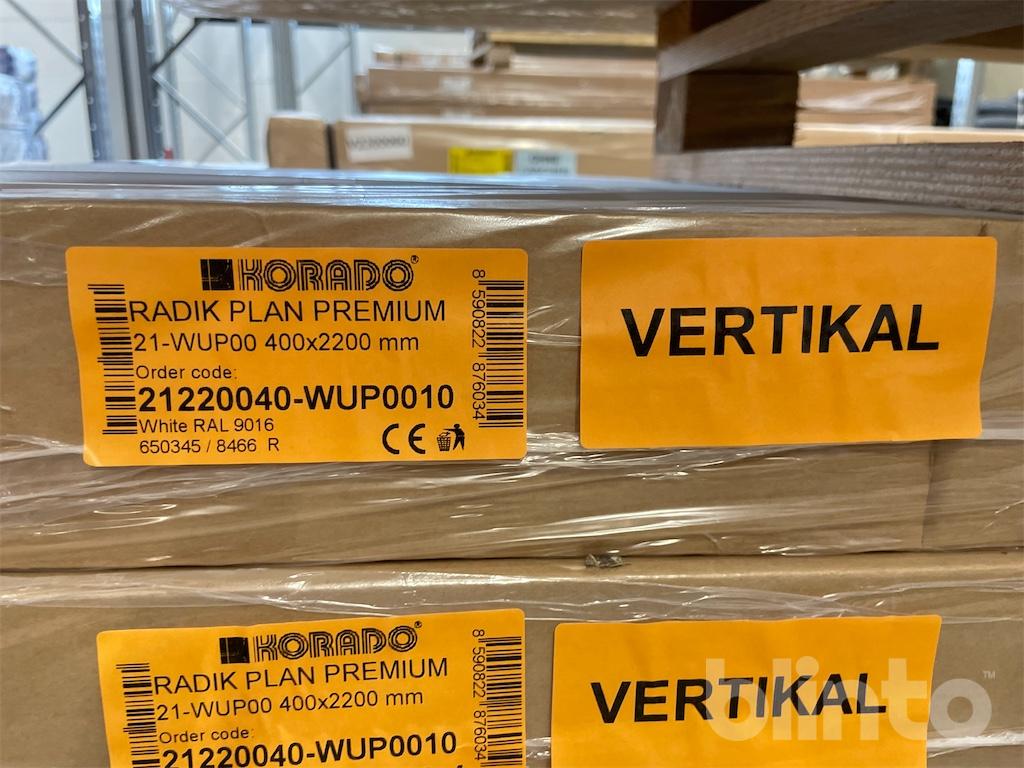 KORADO®
RADIK PLAN PREMIUM
21-WUP00 400x2200 mm
Order code:
21220040-WUP0010
White RAL 9016
650345 / 8466 R
CE
8 590822 876034
VERTIKAL
KORADO®
RADIK PLAN PREMIUM
21-WUP00 400x2200 mm
Order code:
21220040-WUP0010
8 590822 876034
VERTIKAL
blinto™